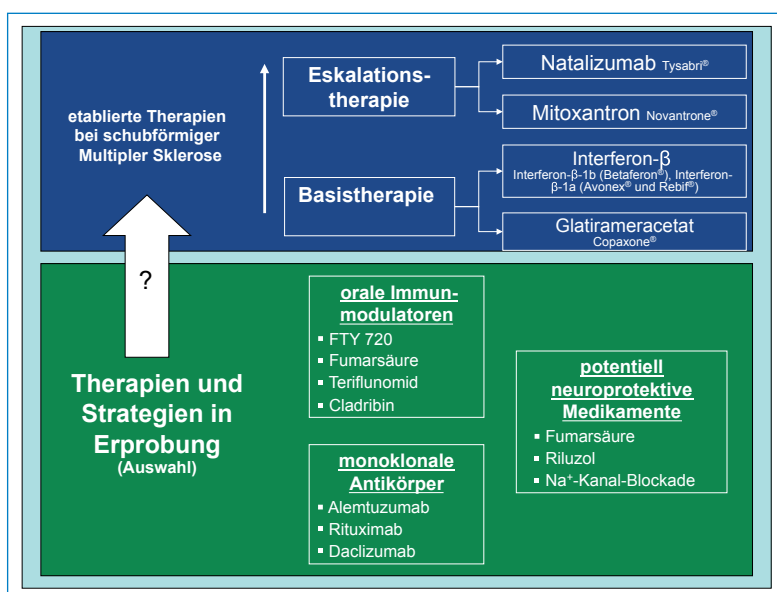 etablierte Therapien
bei schubförmiger
Multipler Sklerose
Eskalations-
therapie
Natalizumab Tysabri®
Mitoxantron Novantrone®
Basistherapie
Interferon-β
Interferon-β-1b (Betaferon®), Interferon-
β-1a (Avonex® und Rebif®)
Glatirameracetat
Copaxone®
?
Therapien und
Strategien in
Erprobung
(Auswahl)
orale Immun-
modulatoren
▪ FTY 720
▪ Fumarsäure
▪ Teriflunomid
▪ Cladribin
monoklonale
Antikörper
▪ Alemtuzumab
▪ Rituximab
▪ Daclizumab
potentiell
neuroprotektive
Medikamente
▪ Fumarsäure
▪ Riluzol
▪ Na⁺-Kanal-Blockade